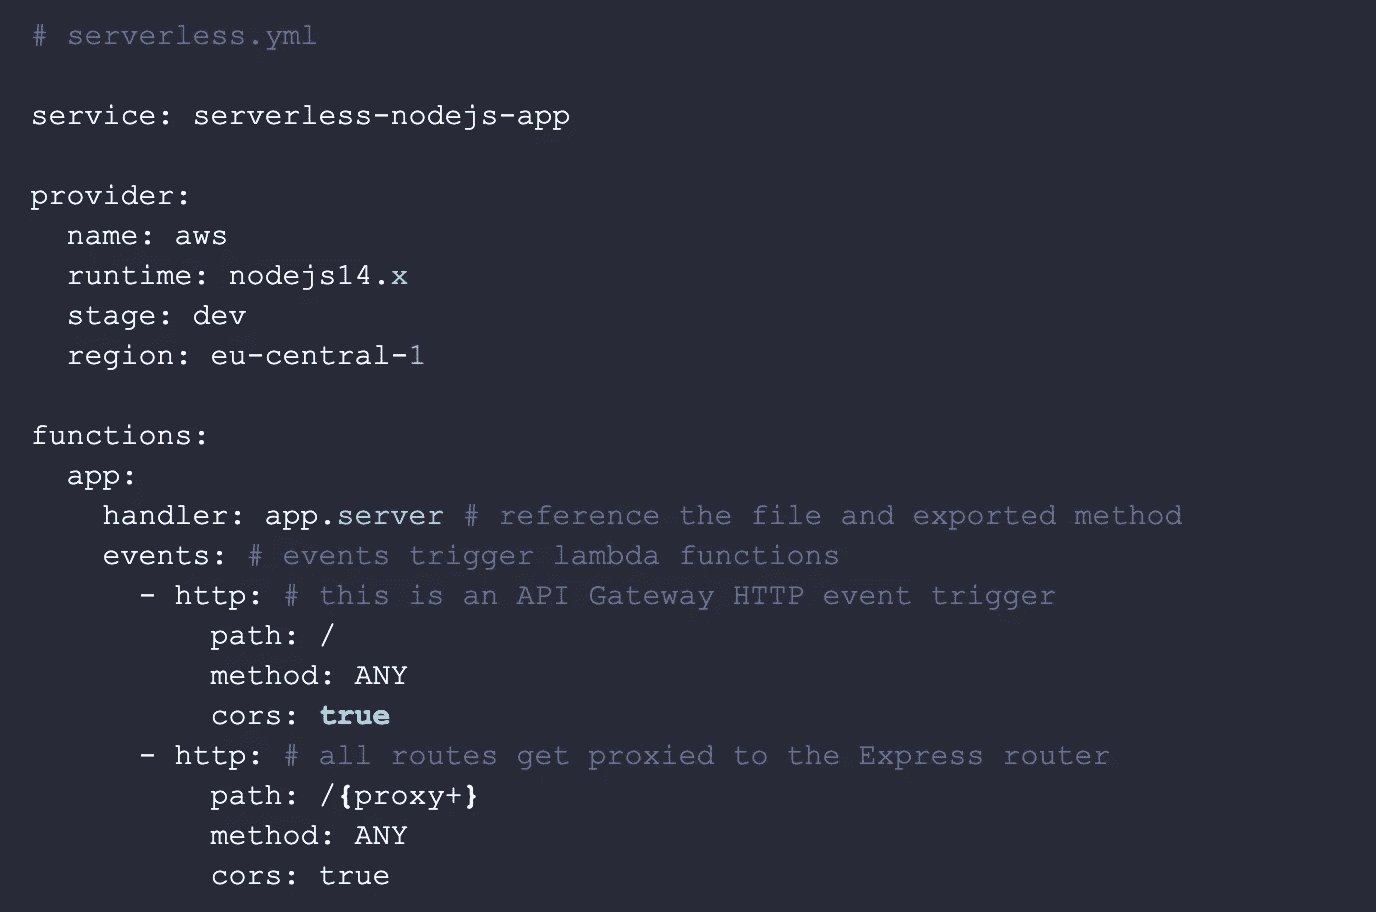 # serverless.yml
service: serverless-nodejs-app
provider:
  name: aws
  runtime: nodejs14.x
  stage: dev
  region: eu-central-1
functions:
  app:
    handler: app.server # reference the file and exported method
    events: # events trigger lambda functions
      - http: # this is an API Gateway HTTP event trigger
          path: /
          method: ANY
          cors: true
      - http: # all routes get proxied to the Express router
          path: /{proxy+}
          method: ANY
          cors: true